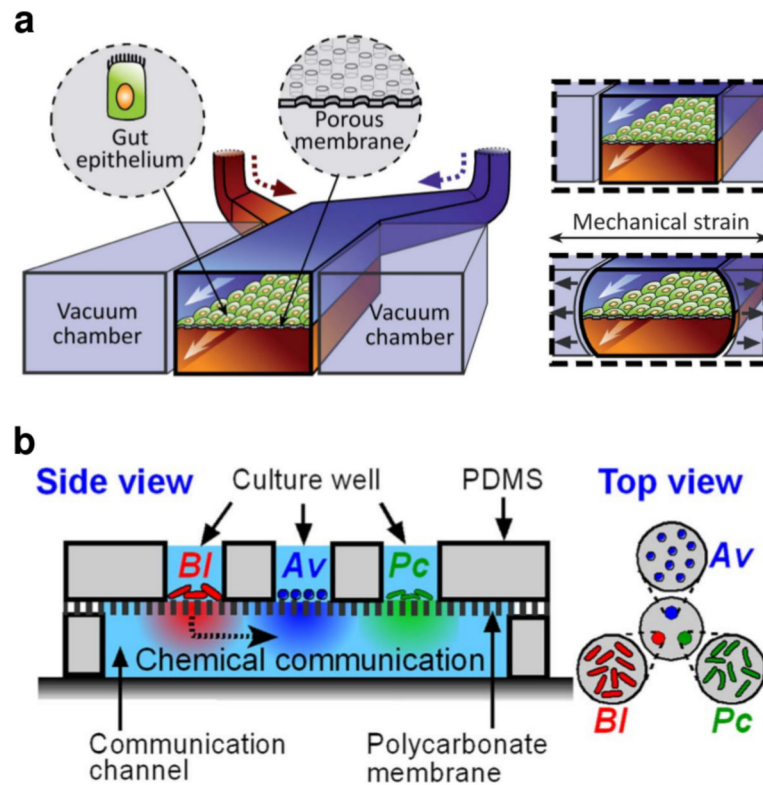 a
Gut
epithelium
Porous
membrane
Vacuum
chamber
Vacuum
chamber
Mechanical strain
b
Side view
Culture well
PDMS
Top view
Bl
Av
Pc
Av
Chemical communication
Bl
Pc
Communication
channel
Polycarbonate
membrane